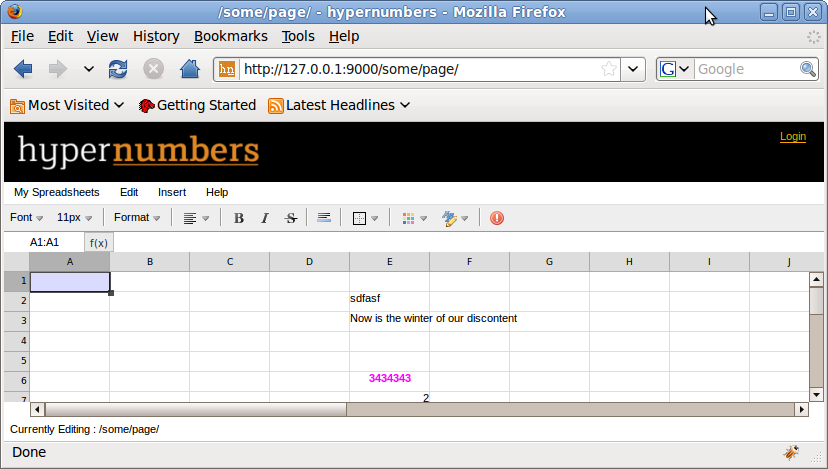 /some/page/ - hypernumbers - Mozilla Firefox
File Edit View History Bookmarks Tools Help
hn http://127.0.0.1:9000/some/page/ G Google
Most Visited Getting Started Latest Headlines
hypernumbers Login
My Spreadsheets Edit Insert Help
Font 11px Format B I S
A1:A1 f(x)
A B C D E F G H I J
1
2 sdfasf
3 Now is the winter of our discontent
4
5
6 3434343
7 2
Currently Editing : /some/page/
Done